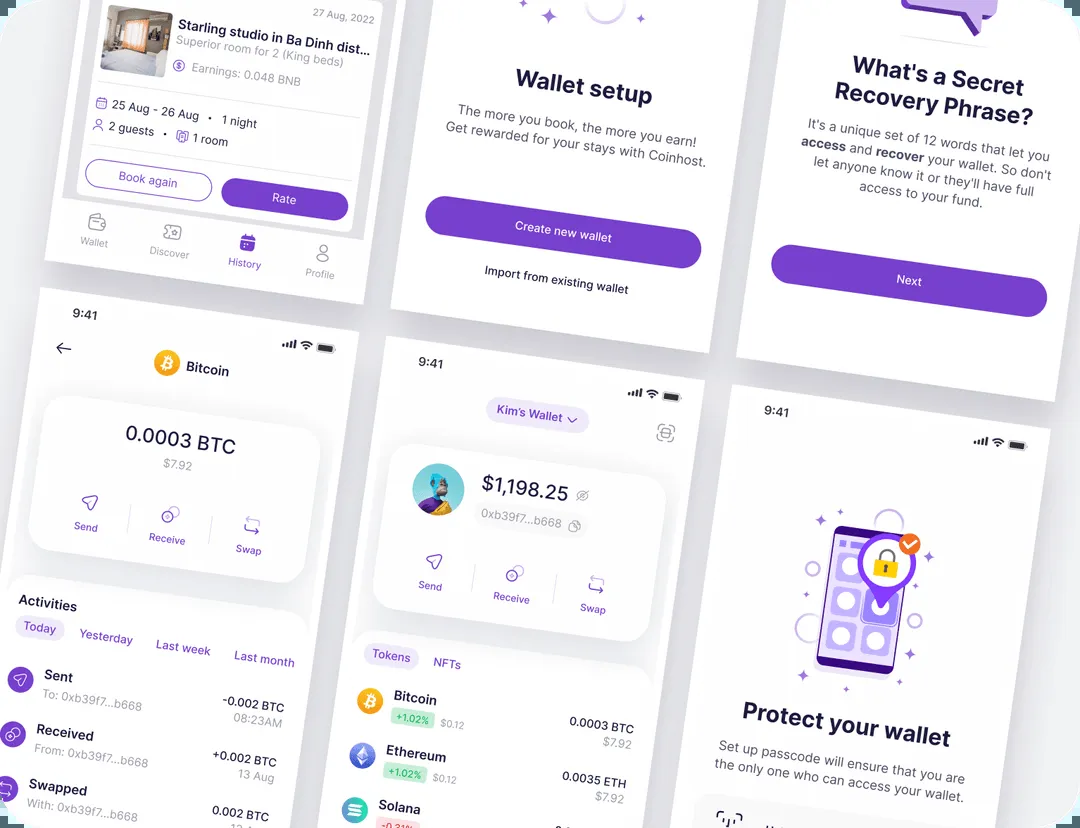 27 Aug, 2022
Starling studio in Ba Dinh dist...
Superior room for 2 (King beds)
Earnings: 0.048 BNB
25 Aug - 26 Aug • 1 night
2 guests • 1 room
Book again
Rate
Wallet
Discover
History
Profile
Wallet setup
The more you book, the more you earn!
Get rewarded for your stays with Coinhost.
Create new wallet
Import from existing wallet
What's a Secret
Recovery Phrase?
It's a unique set of 12 words that let you
access and recover your wallet. So don't
let anyone know it or they'll have full
access to your fund.
Next
9:41
Bitcoin
0.0003 BTC
$7.92
Send
Receive
Swap
Activities
Today
Yesterday
Last week
Last month
Sent
-0.002 BTC
To: 0xb39f7...b668
08:23AM
Received
+0.002 BTC
From: 0xb39f7...b668
13 Aug
Swapped
0.002 BTC
With: 0xb39f7...b668
9:41
Kim's Wallet
$1,198.25
0xb39f7...b668
Send
Receive
Swap
Tokens
NFTs
Bitcoin
0.0003 BTC
+1.02% $0.12
$7.92
Ethereum
0.0035 ETH
+1.02% $0.12
$7.92
Solana
9:41
Protect your wallet
Set up passcode will ensure that you are
the only one who can access your wallet.